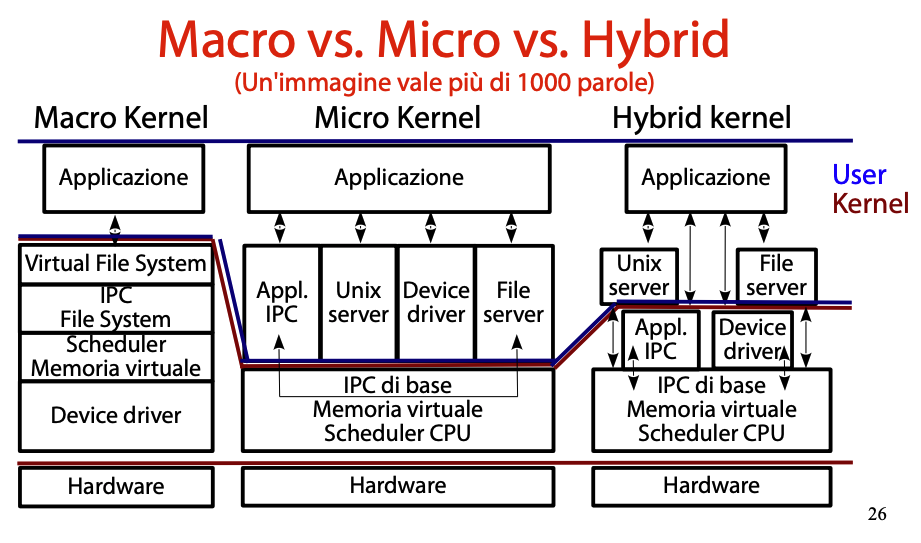 Macro vs. Micro vs. Hybrid
(Un'immagine vale più di 1000 parole)
Macro Kernel
Applicazione
Virtual File System
IPC
File System
Scheduler
Memoria virtuale
Device driver
Hardware
Micro Kernel
Applicazione
Appl.
IPC
Unix
server
Device
driver
File
server
IPC di base
Memoria virtuale
Scheduler CPU
Hardware
Hybrid kernel
Applicazione
Unix
server
File
server
Appl.
IPC
Device
driver
IPC di base
Memoria virtuale
Scheduler CPU
Hardware
User
Kernel
26